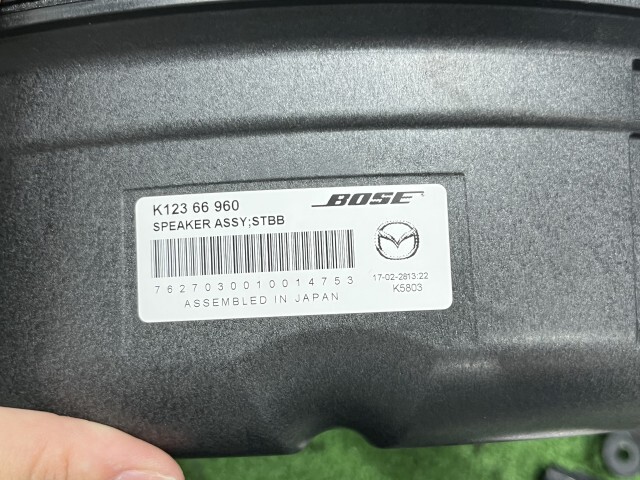 K123 66 960
BOSE
SPEAKER ASSY;STBB
7627030010014753
17-02-2813:22
K5803
ASSEMBLED IN JAPAN